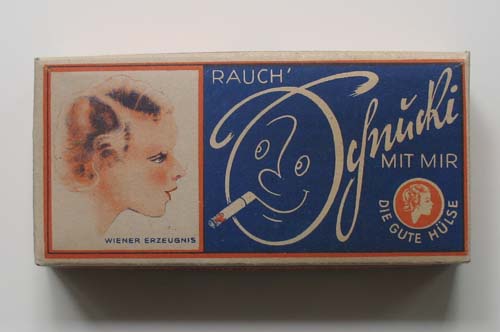 RAUCH'
Schnucki
MIT MIR
DIE GUTE HÜLSE
WIENER ERZEUGNIS